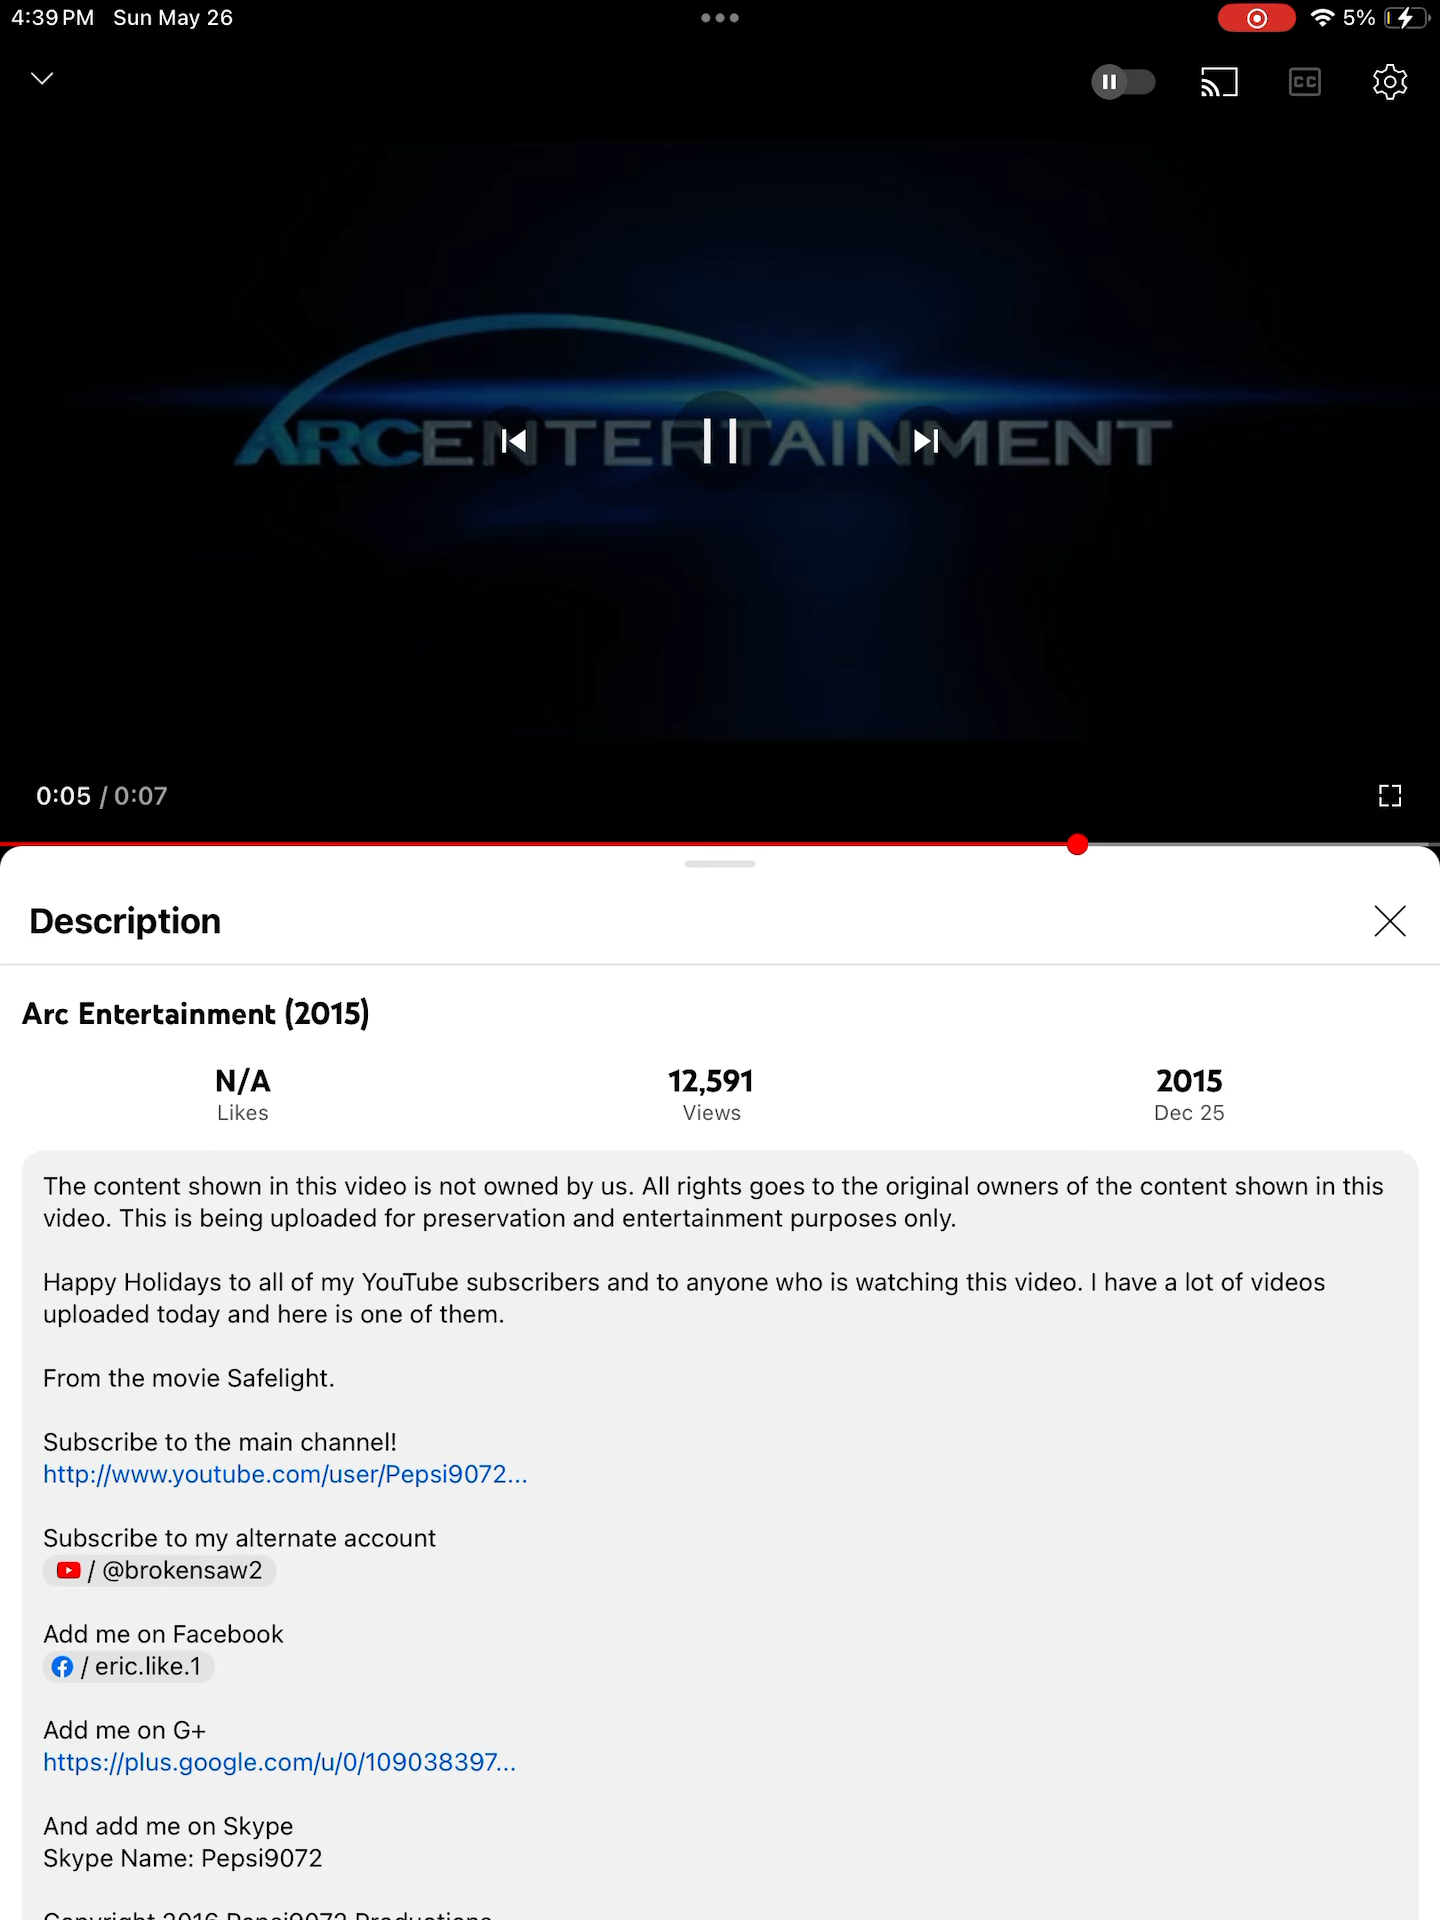 4:39 PM Sun May 26
5%
CC
ARCENTERTAINMENT
0:05 / 0:07
Description
Arc Entertainment (2015)
N/A 12,591 2015
Likes Views Dec 25
The content shown in this video is not owned by us. All rights goes to the original owners of the content shown in this
video. This is being uploaded for preservation and entertainment purposes only.
Happy Holidays to all of my YouTube subscribers and to anyone who is watching this video. I have a lot of videos
uploaded today and here is one of them.
From the movie Safelight.
Subscribe to the main channel!
http://www.youtube.com/user/Pepsi9072...
Subscribe to my alternate account
/ @brokensaw2
Add me on Facebook
/ eric.like.1
Add me on G+
https://plus.google.com/u/0/109038397...
And add me on Skype
Skype Name: Pepsi9072
Copyright 2016 Pepsi9072 Productions